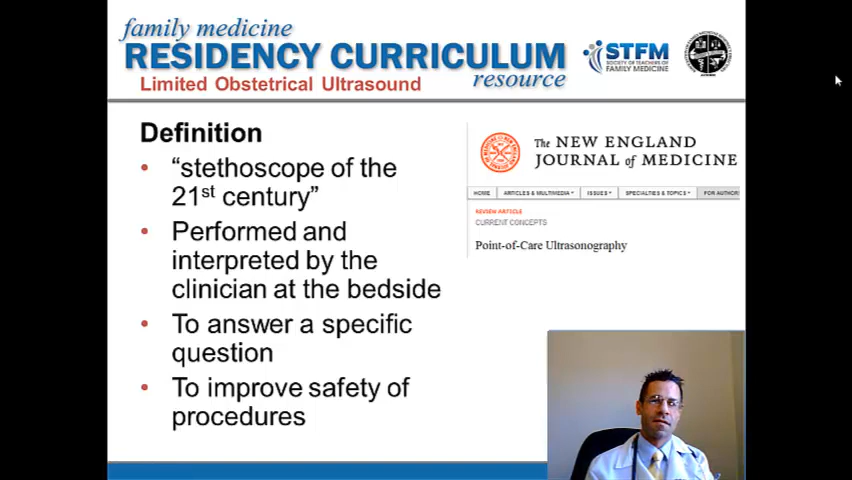 family medicine
RESIDENCY CURRICULUM
resource
STFM
SOCIETY OF TEACHERS
OF FAMILY MEDICINE
Limited Obstetrical Ultrasound
Definition
• “stethoscope of the
21st century”
• Performed and
interpreted by the
clinician at the bedside
• To answer a specific
question
• To improve safety of
procedures
The NEW ENGLAND
JOURNAL of MEDICINE
HOME ARTICLES & MULTIMEDIA ISSUES SPECIALTIES & TOPICS FOR AUTHORS
REVIEW ARTICLE
CURRENT CONCEPTS
Point-of-Care Ultrasonography